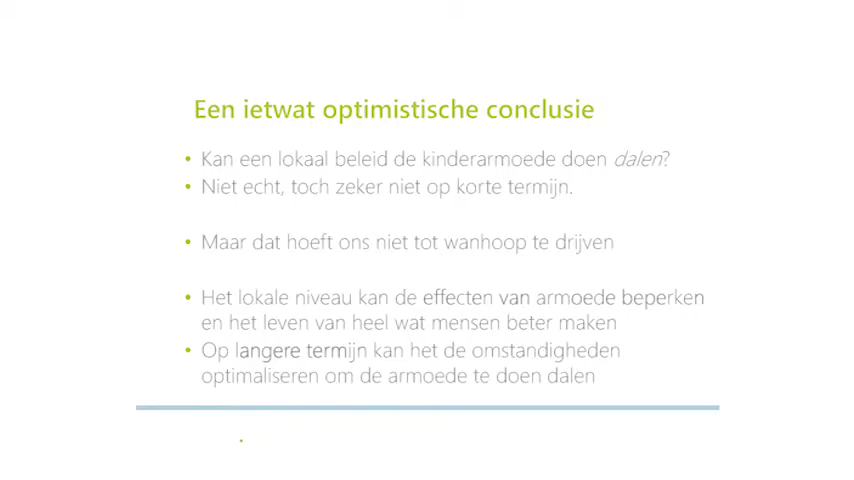 Een ietwat optimistische conclusie
• Kan een lokaal beleid de kinderarmoede doen dalen?
• Niet echt, toch zeker niet op korte termijn.
• Maar dat hoeft ons niet tot wanhoop te drijven
• Het lokale niveau kan de effecten van armoede beperken
en het leven van heel wat mensen beter maken
• Op langere termijn kan het de omstandigheden
optimaliseren om de armoede te doen dalen